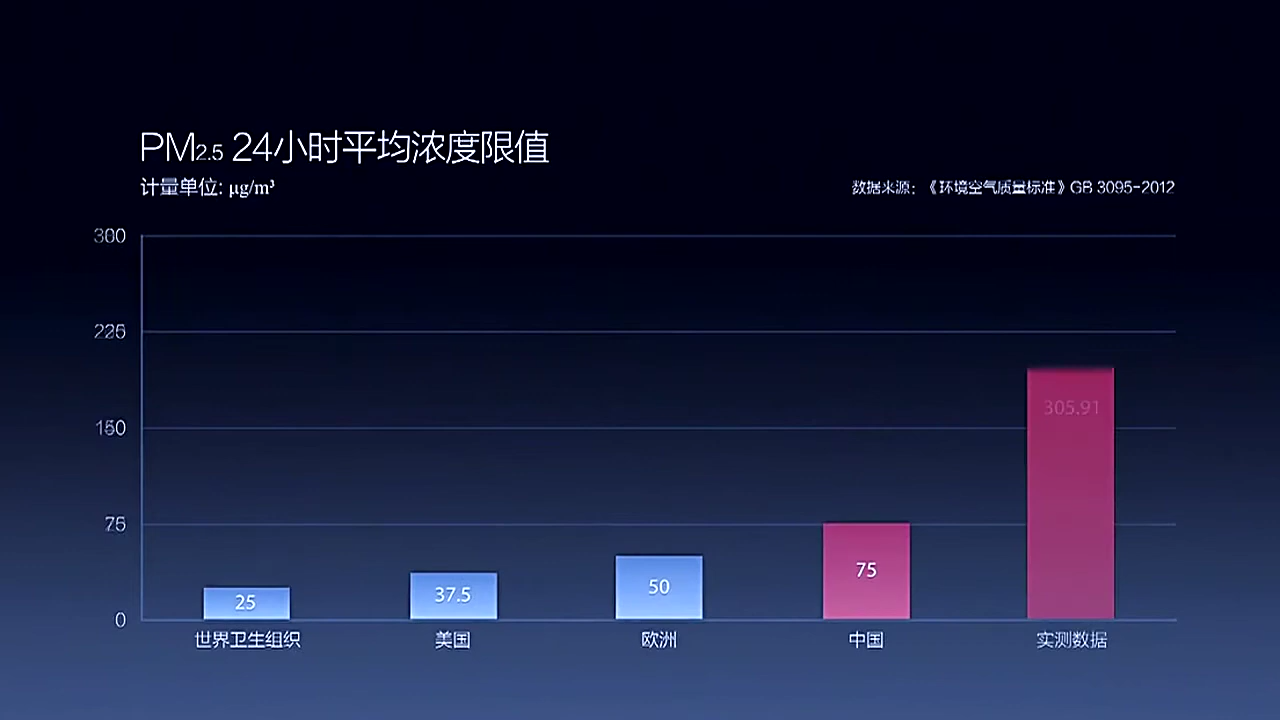 PM2.5 24小时平均浓度限值
计量单位: μg/m³
数据来源：《环境空气质量标准》GB 3095-2012
300
225
150
75
0
305.91
75
50
37.5
25
世界卫生组织 美国 欧洲 中国 实测数据